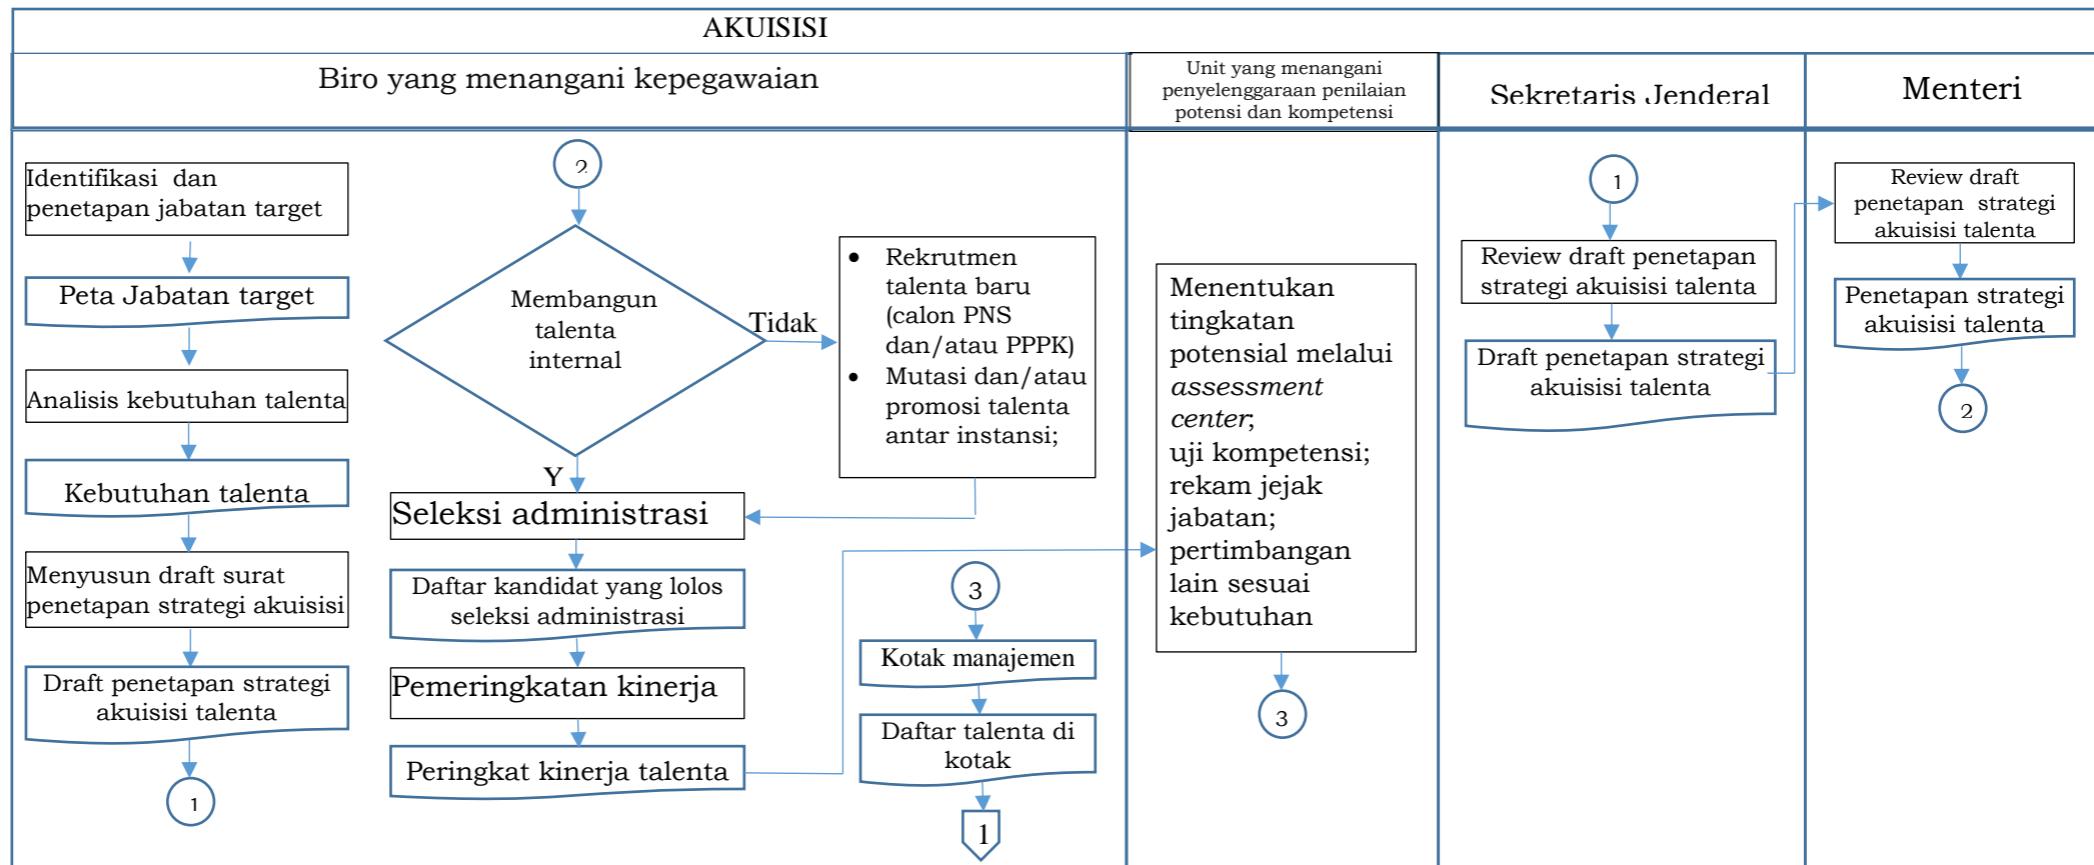 AKUISISI
Biro yang menangani kepegawaian
Unit yang menangani
penyelenggaraan penilaian
potensi dan kompetensi
Sekretaris Jenderal
Menteri
Identifikasi dan
penetapan jabatan target
Peta Jabatan target
Analisis kebutuhan talenta
Kebutuhan talenta
Menyusun draft surat
penetapan strategi akuisisi
Draft penetapan strategi
akuisisi talenta
1
2
Membangun
talenta
internal
Tidak
Y
• Rekrutmen
talenta baru
(calon PNS
dan/atau PPPK)
• Mutasi dan/atau
promosi talenta
antar instansi;
Seleksi administrasi
Daftar kandidat yang lolos
seleksi administrasi
Pemeringkatan kinerja
Peringkat kinerja talenta
3
Kotak manajemen
Daftar talenta di
kotak
1
Menentukan
tingkatan
potensial melalui
assessment
center;
uji kompetensi;
rekam jejak
jabatan;
pertimbangan
lain sesuai
kebutuhan
3
1
Review draft penetapan
strategi akuisisi talenta
Draft penetapan strategi
akuisisi talenta
Review draft
penetapan strategi
akuisisi talenta
Penetapan strategi
akuisisi talenta
2